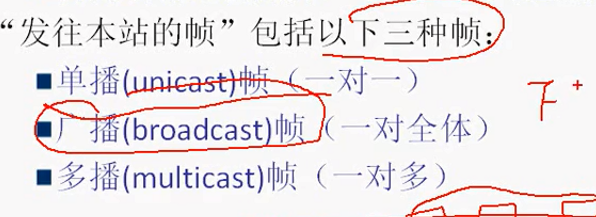 “发往本站的帧”包括以下三种帧：
■单播(unicast)帧（一对一）
■广播(broadcast)帧（一对全体）
■多播(multicast)帧（一对多）
F +